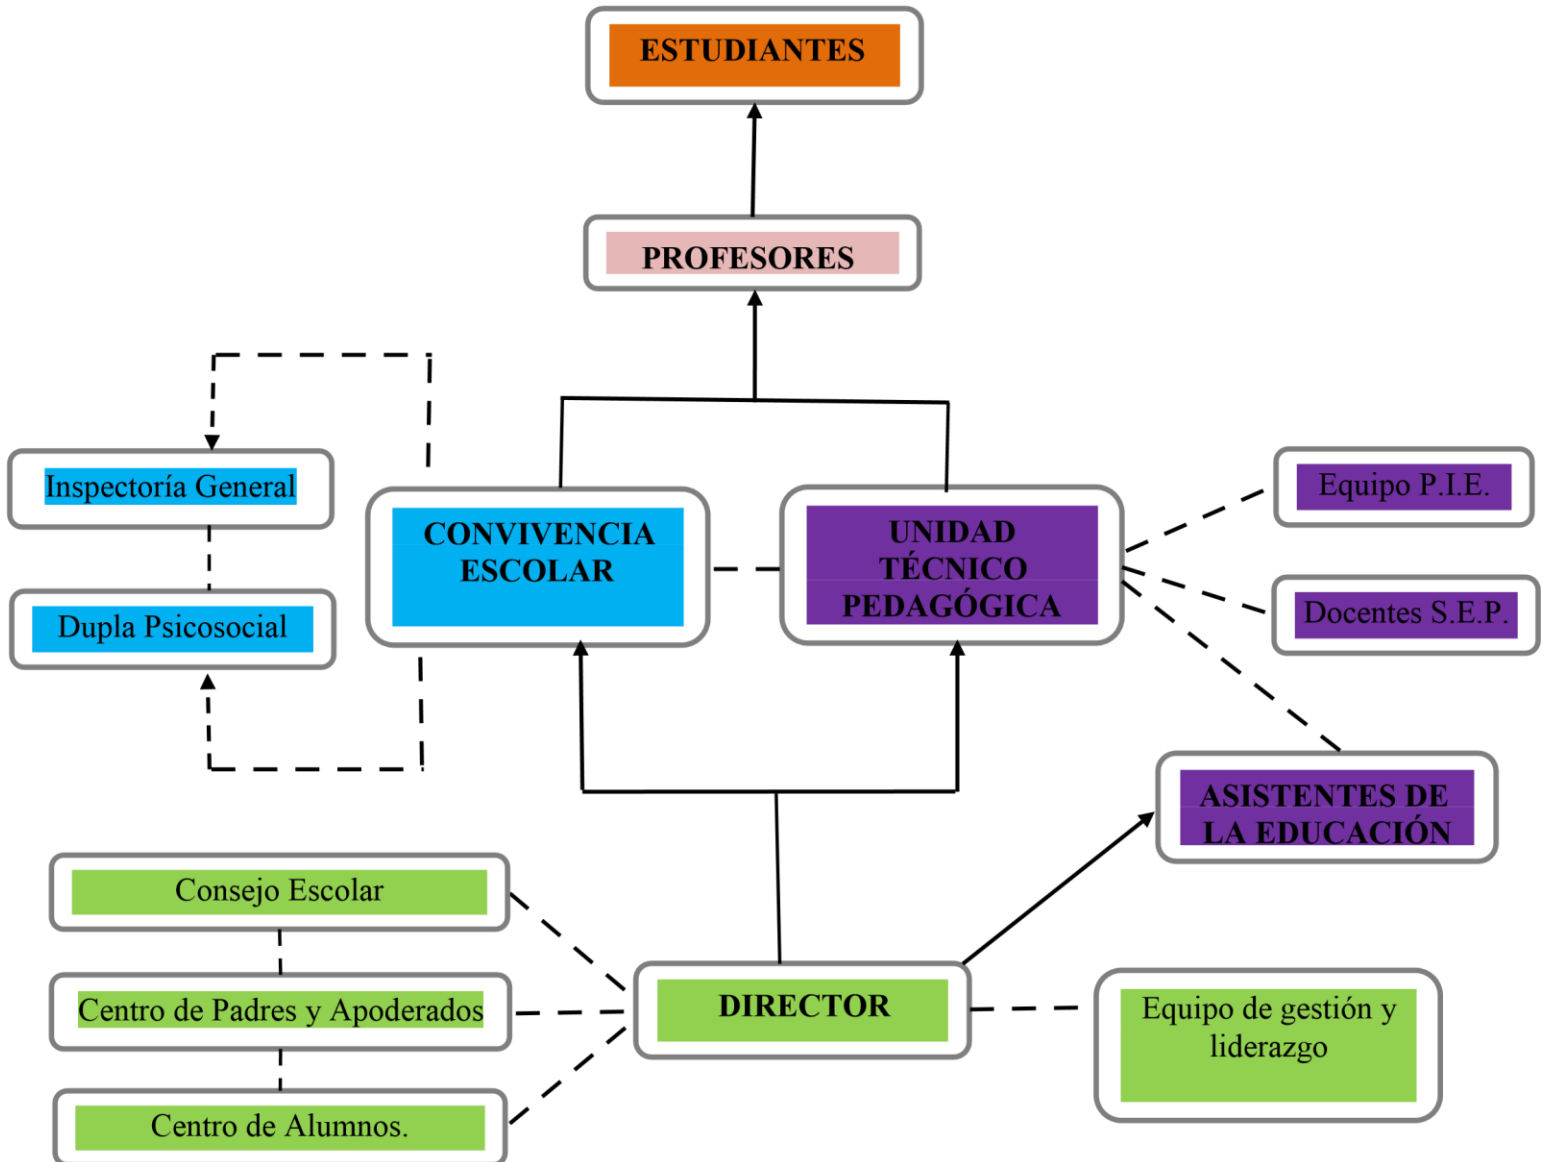 ESTUDIANTES
PROFESORES
Inspectoría General
Dupla Psicosocial
CONVIVENCIA
ESCOLAR
UNIDAD
TÉCNICO
PEDAGÓGICA
Equipo P.I.E.
Docentes S.E.P.
ASISTENTES DE
LA EDUCACIÓN
Consejo Escolar
Centro de Padres y Apoderados
Centro de Alumnos.
DIRECTOR
Equipo de gestión y
liderazgo